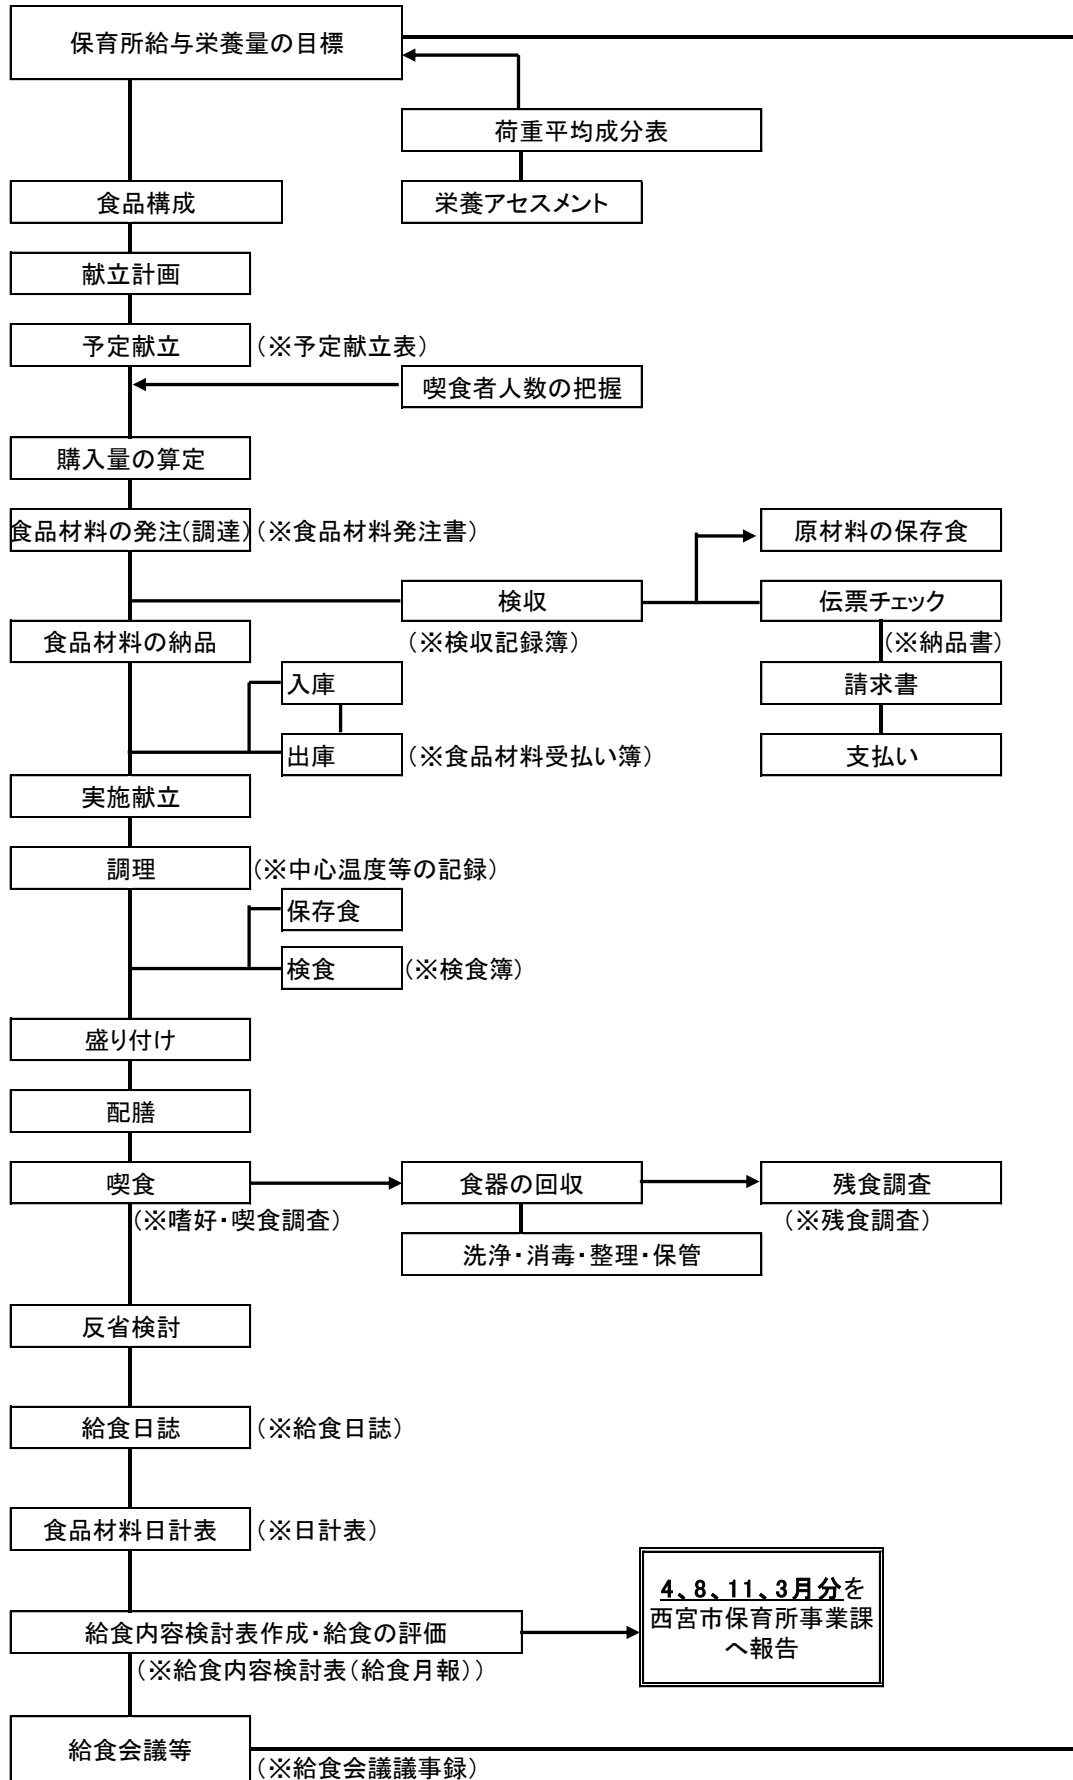 保育所給与栄養量の目標
荷重平均成分表
食品構成
栄養アセスメント
献立計画
予定献立
(※予定献立表)
喫食者人数の把握
購入量の算定
食品材料の発注(調達)
(※食品材料発注書)
原材料の保存食
検収
伝票チェック
食品材料の納品
(※検収記録簿)
(※納品書)
入庫
請求書
出庫
(※食品材料受払い簿)
支払い
実施献立
調理
(※中心温度等の記録)
保存食
検食
(※検食簿)
盛り付け
配膳
喫食
食器の回収
残食調査
(※嗜好・喫食調査)
(※残食調査)
洗浄・消毒・整理・保管
反省検討
給食日誌
(※給食日誌)
食品材料日計表
(※日計表)
4、8、11、3月分を
西宮市保育所事業課
へ報告
給食内容検討表作成・給食の評価
(※給食内容検討表(給食月報))
給食会議等
(※給食会議議事録)